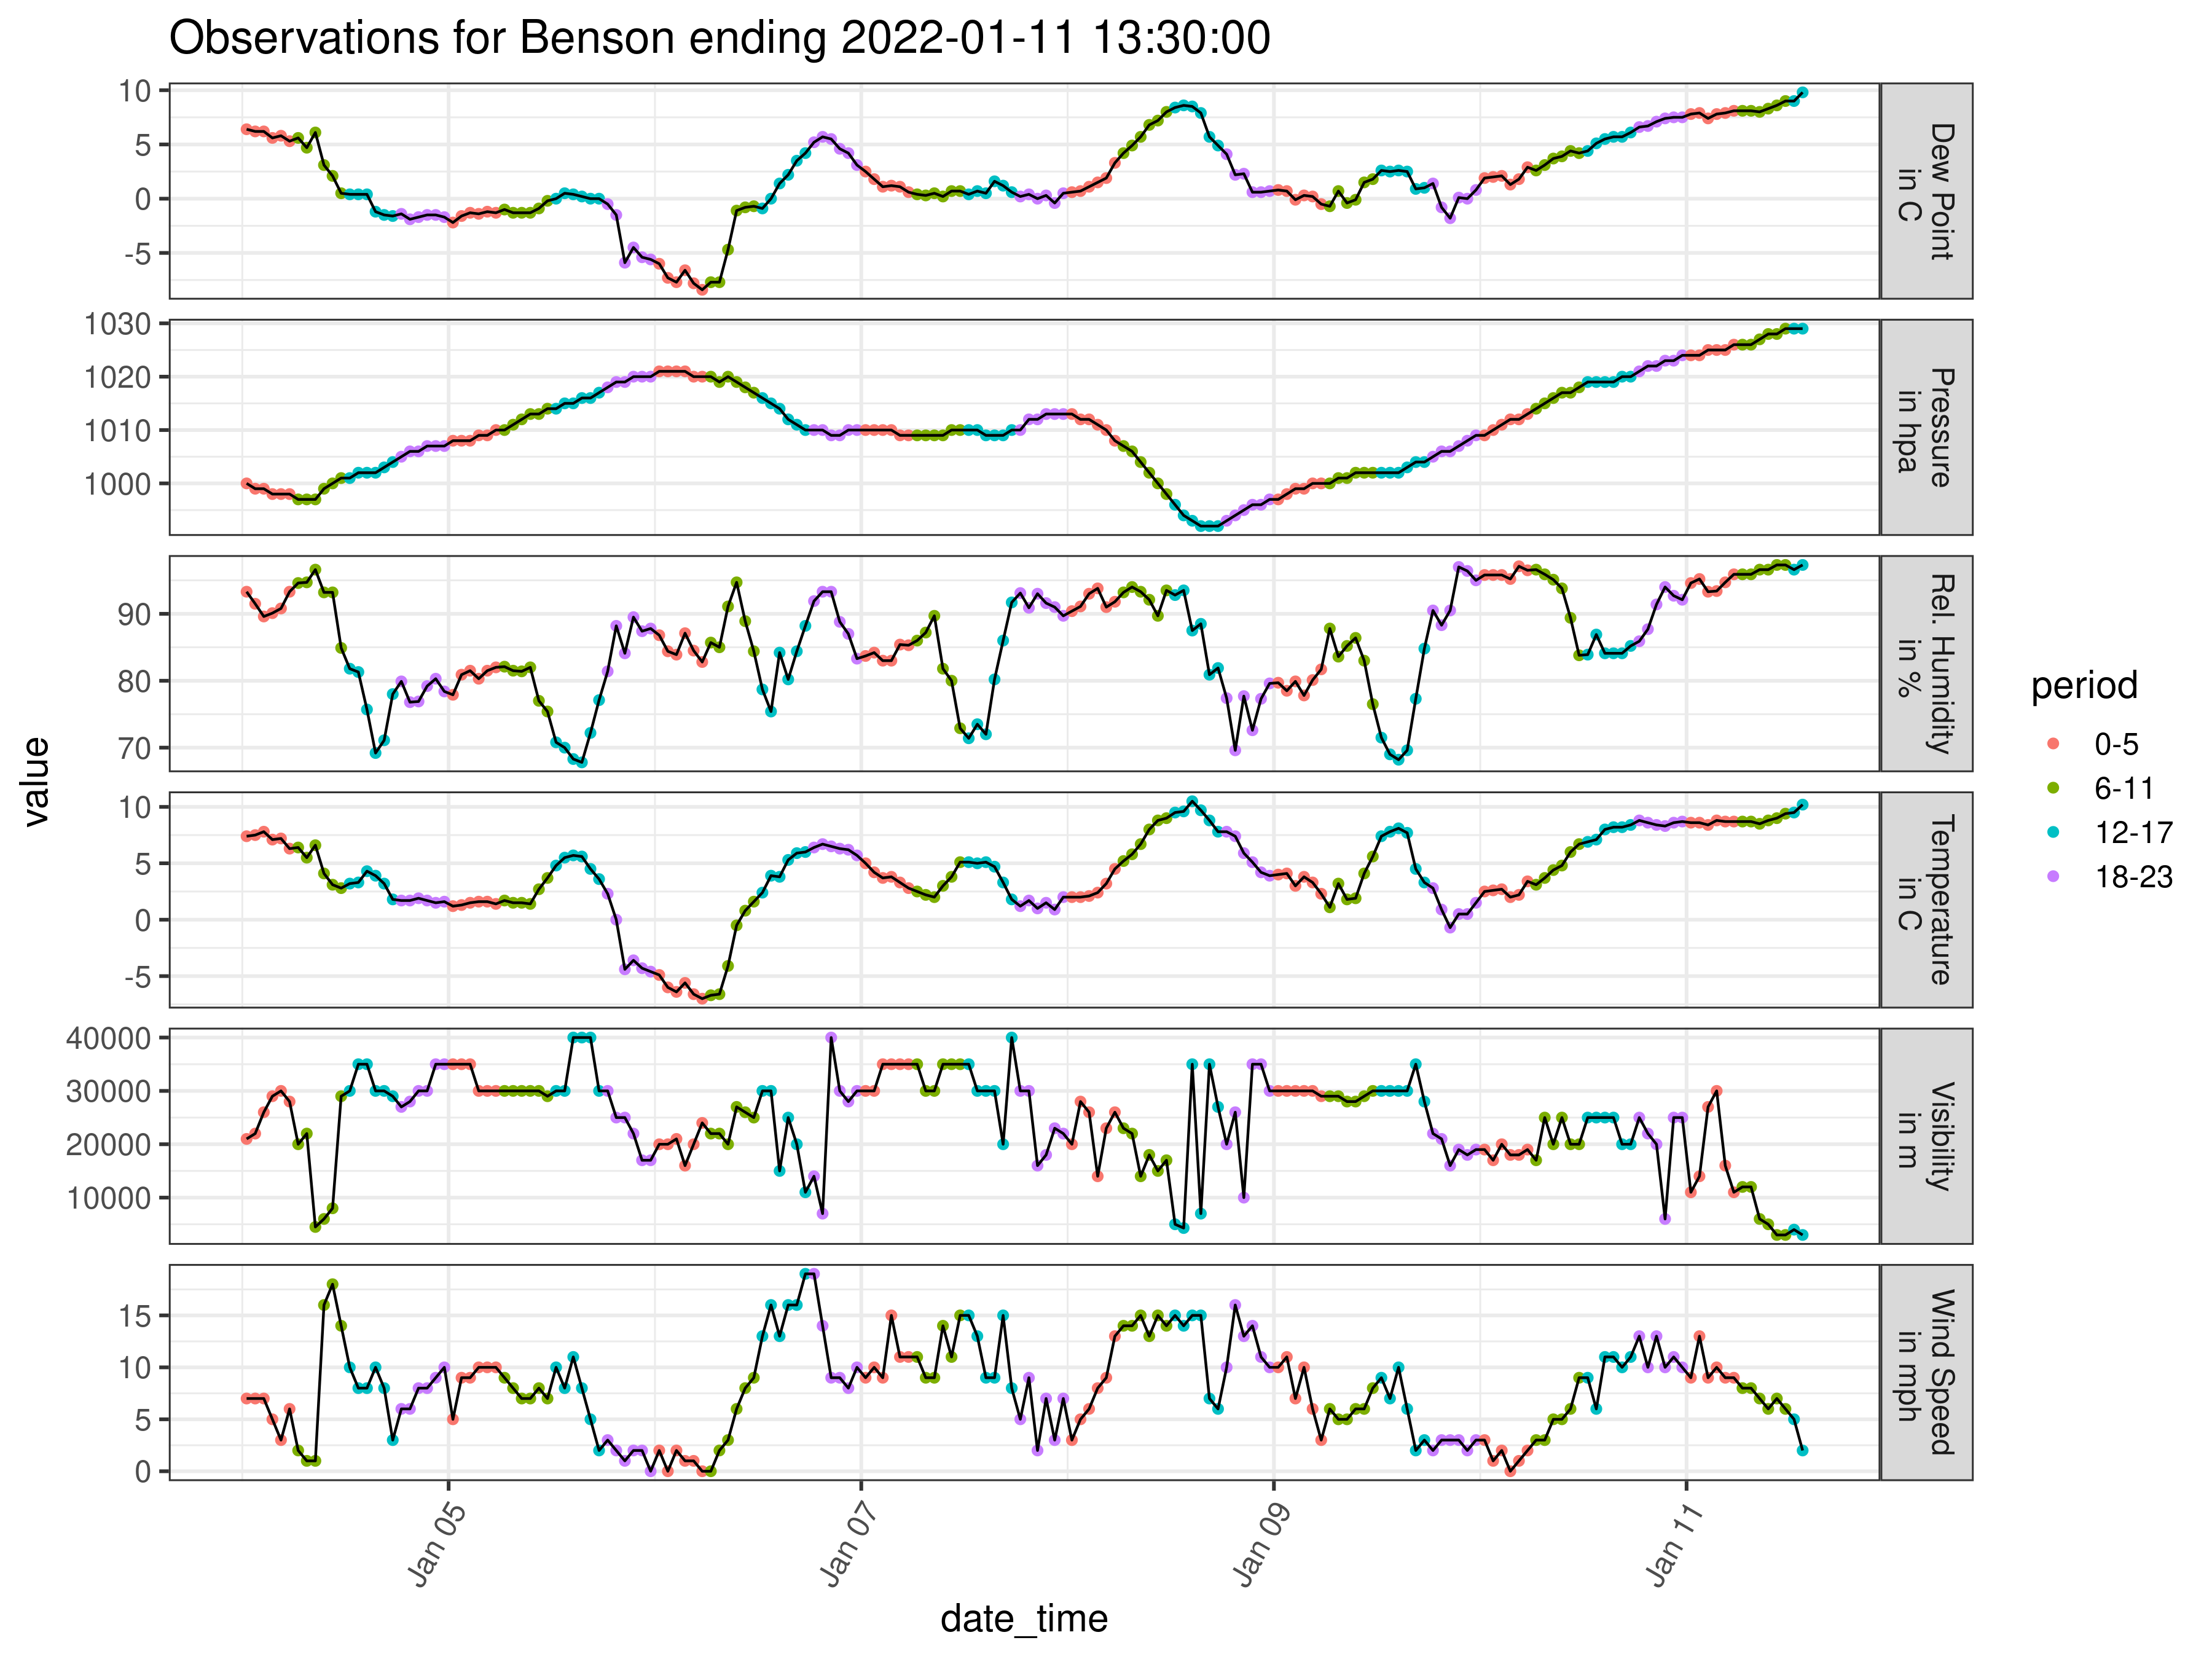 Observations for Benson ending 2022-01-11 13:30:00
value
10
5
0
-5
Dew Point
in C
1030
1020
1010
1000
Pressure
in hpa
90
80
70
Rel. Humidity
in %
10
5
0
-5
Temperature
in C
40000
30000
20000
10000
Visibility
in m
15
10
5
0
Wind Speed
in mph
Jan 05
Jan 07
Jan 09
Jan 11
date_time
period
0-5
6-11
12-17
18-23